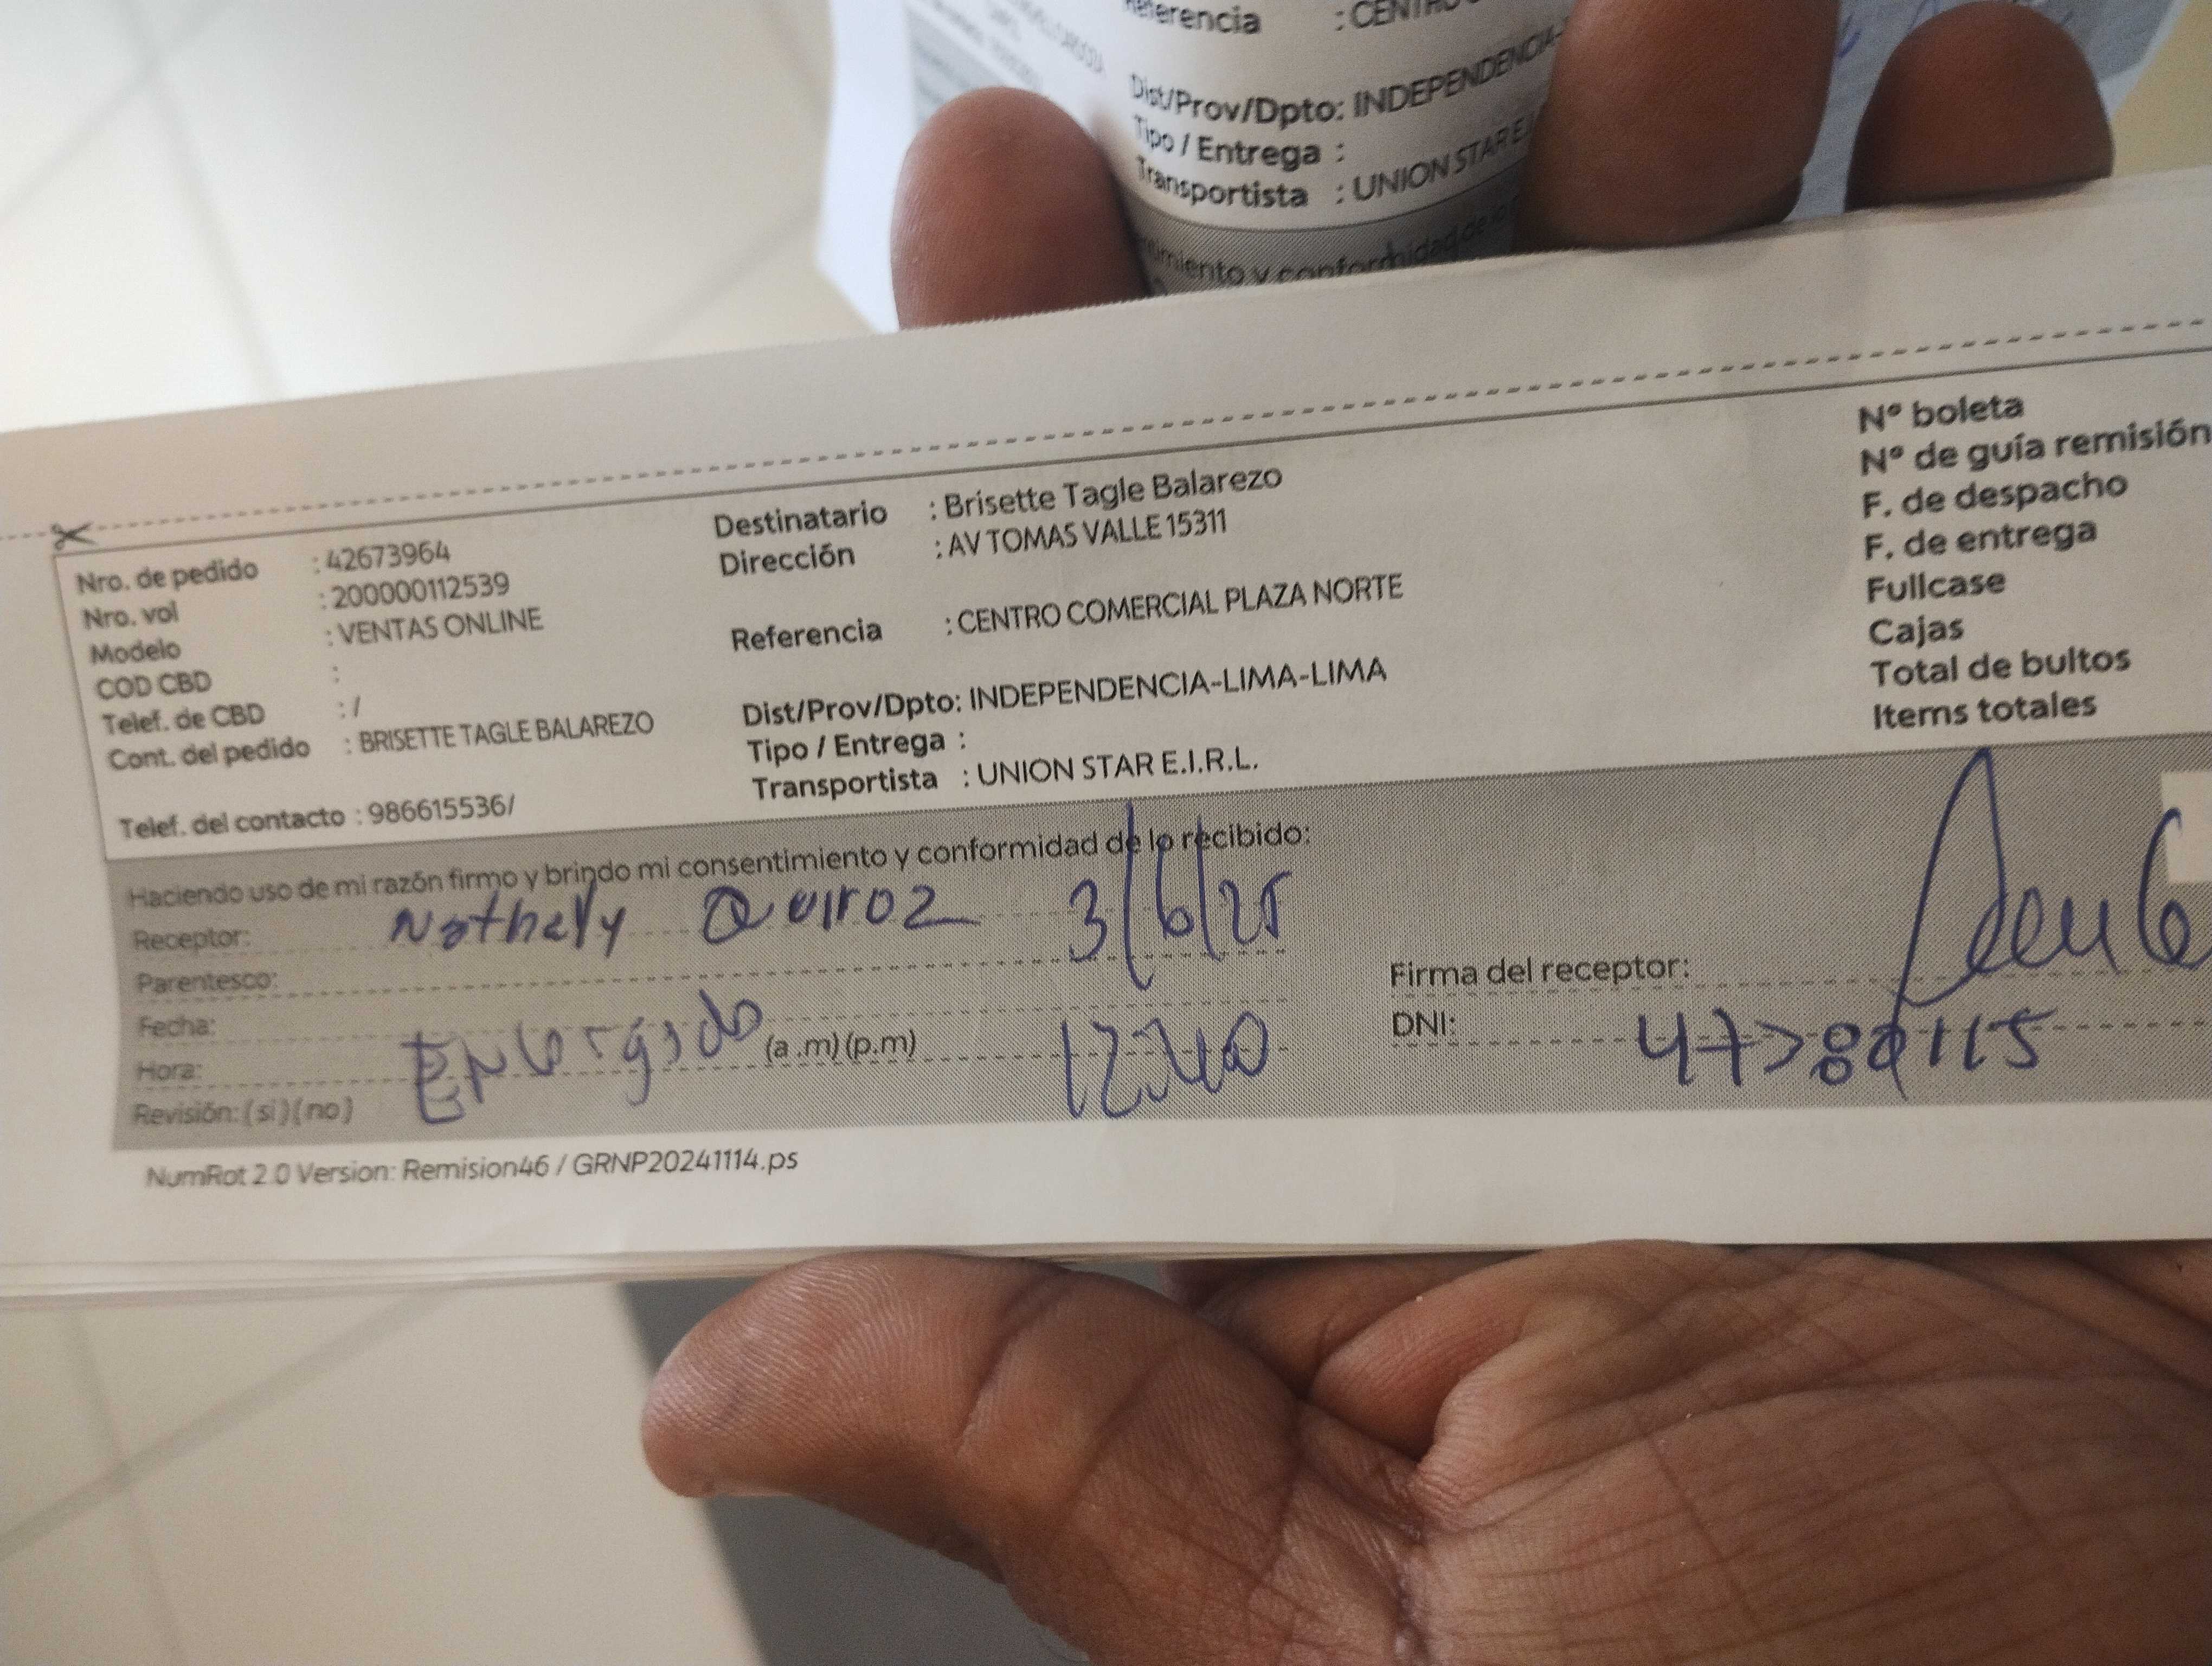 Referencia : CENTRO
Dist/Prov/Dpto: INDEPENDENCIA-
Tipo / Entrega :
Transportista : UNION STAR E.I.
miento y conformidad de lo
Nro. de pedido : 42673964
Nro. vol : 200000112539
Modelo : VENTAS ONLINE
COD CBD :
Telef. de CBD : /
Cont. del pedido : BRISETTE TAGLE BALAREZO
Telef. del contacto : 986615536/
Destinatario : Brisette Tagle Balarezo
Dirección : AV TOMAS VALLE 15311
Referencia : CENTRO COMERCIAL PLAZA NORTE
Dist/Prov/Dpto: INDEPENDENCIA-LIMA-LIMA
Tipo / Entrega :
Transportista : UNION STAR E.I.R.L.
N° boleta
N° de guía remisión
F. de despacho
F. de entrega
Fullcase
Cajas
Total de bultos
Items totales
Haciendo uso de mi razón firmo y brindo mi consentimiento y conformidad de lo recibido:
Receptor: Nathaly Quiroz 3/6/25
Parentesco:
Fecha:
Hora: (a.m)(p.m) 12:40
Revisión: (si)(no)
Firma del receptor:
DNI:
NumRot 2.0 Version: Remision46 / GRNP20241114.ps